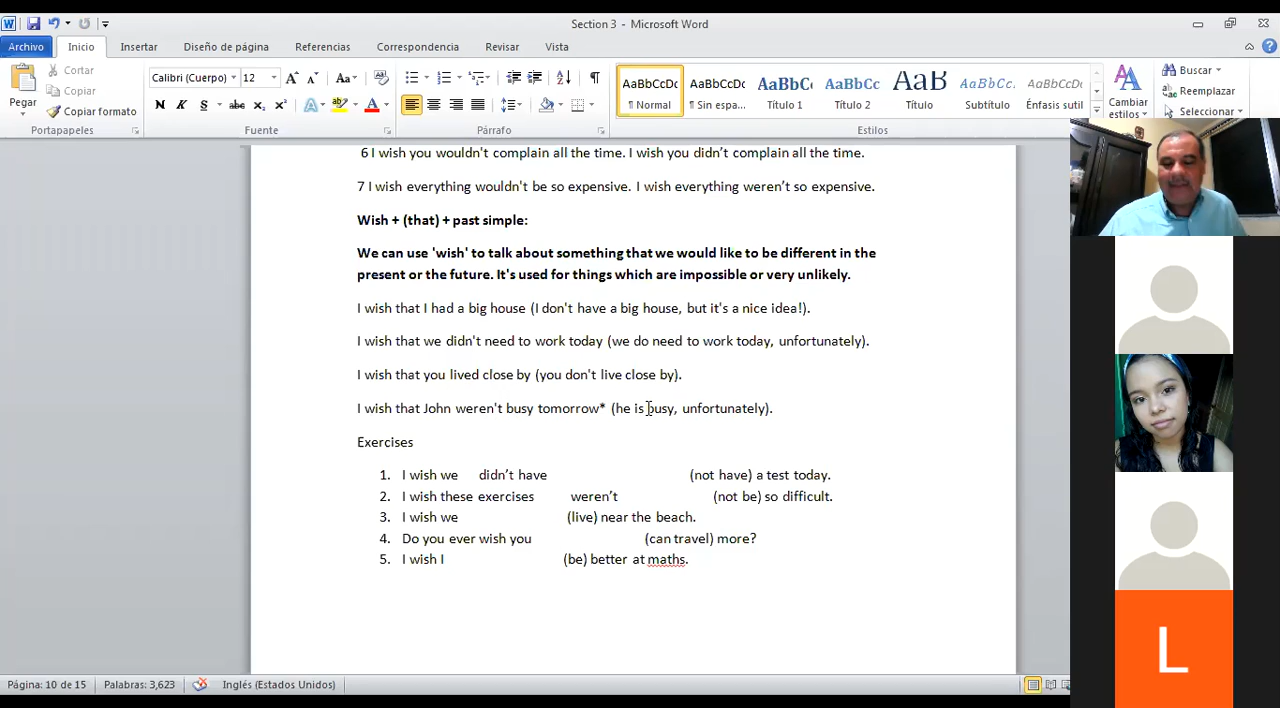 Section 3 - Microsoft Word
Archivo Inicio Insertar Diseño de página Referencias Correspondencia Revisar Vista
Pegar
Cortar
Copiar
Copiar formato
Portapapeles
Calibri (Cuerpo) 12
N K S abc x₂ x²
Fuente
Párrafo
AaBbCcDc AaBbCcDc AaBbC AaBbCc AaB AaBbCc. AaBbCcDc
¶ Normal ¶ Sin espa... Título 1 Título 2 Título Subtítulo Énfasis sutil
Cambiar estilos
Estilos
Buscar
Reemplazar
Seleccionar
6 I wish you wouldn't complain all the time. I wish you didn’t complain all the time.
7 I wish everything wouldn't be so expensive. I wish everything weren’t so expensive.
Wish + (that) + past simple:
We can use 'wish' to talk about something that we would like to be different in the
present or the future. It's used for things which are impossible or very unlikely.
I wish that I had a big house (I don't have a big house, but it's a nice idea!).
I wish that we didn't need to work today (we do need to work today, unfortunately).
I wish that you lived close by (you don't live close by).
I wish that John weren't busy tomorrow* (he is busy, unfortunately).
Exercises
1. I wish we didn’t have (not have) a test today.
2. I wish these exercises weren’t (not be) so difficult.
3. I wish we (live) near the beach.
4. Do you ever wish you (can travel) more?
5. I wish I (be) better at maths.
L
Página: 10 de 15 Palabras: 3,623 Inglés (Estados Unidos)